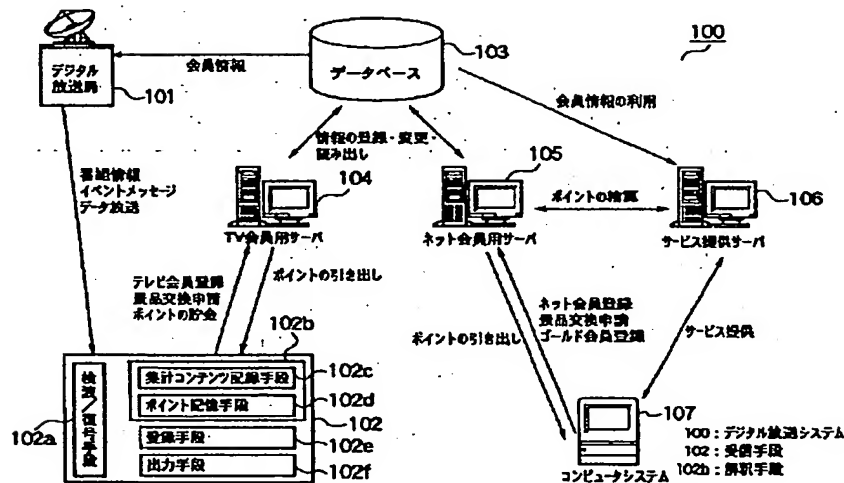 100
103
データベース
会員情報
デジタル
放送局
101
会員情報の利用
情報の登録・変更・
読み出し
番組情報
イベントメッセージ
データ放送
104
TV会員用サーバ
105
ネット会員用サーバ
ポイントの精算
106
サービス提供サーバ
テレビ会員登録
景品交換申請
ポイントの貯金
ポイントの引き出し
ポイントの引き出し
ネット会員登録
景品交換申請
ゴールド会員登録
サービス提供
102b
102a
検波/復号手段
集計コンテンツ記録手段
102c
ポイント記憶手段
102d
102
登録手段
102e
出力手段
102f
107
コンピュータシステム
100:デジタル放送システム
102:受信手段
102b:解釈手段